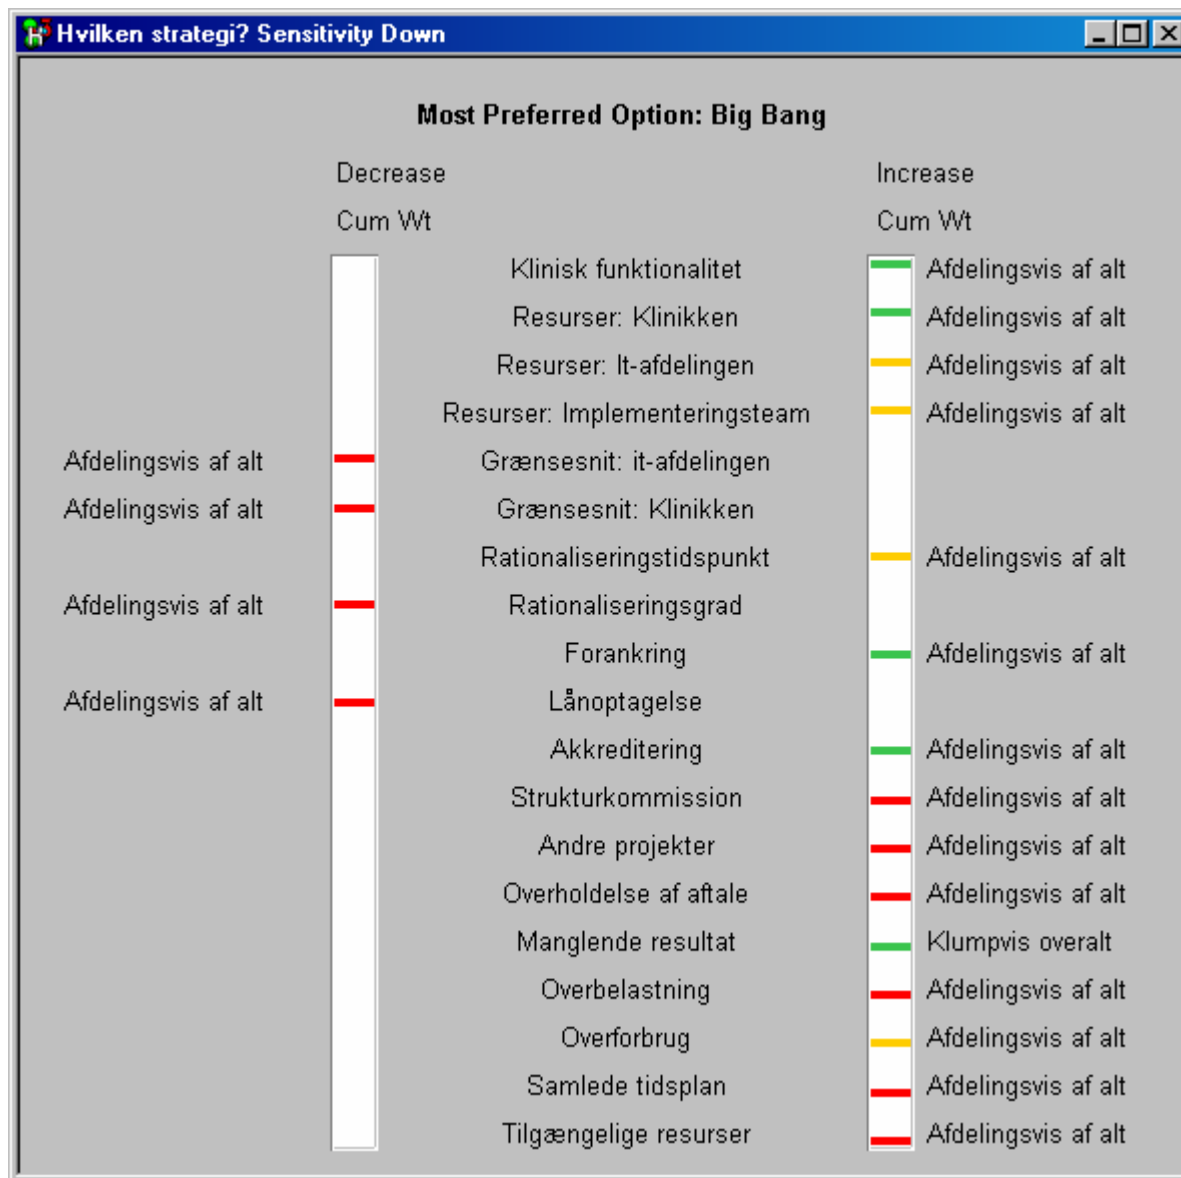 Hvilken strategi? Sensitivity Down
Most Preferred Option: Big Bang
Decrease Increase
Cum Wt Cum Wt
Klinisk funktionalitet Afdelingsvis af alt
Resurser: Klinikken Afdelingsvis af alt
Resurser: It-afdelingen Afdelingsvis af alt
Resurser: Implementeringsteam Afdelingsvis af alt
Afdelingsvis af alt Grænsesnit: it-afdelingen
Afdelingsvis af alt Grænsesnit: Klinikken
Rationaliseringstidspunkt Afdelingsvis af alt
Afdelingsvis af alt Rationaliseringsgrad
Forankring Afdelingsvis af alt
Afdelingsvis af alt Lånoptagelse
Akkreditering Afdelingsvis af alt
Strukturkommission Afdelingsvis af alt
Andre projekter Afdelingsvis af alt
Overholdelse af aftale Afdelingsvis af alt
Manglende resultat Klumpvis overalt
Overbelastning Afdelingsvis af alt
Overforbrug Afdelingsvis af alt
Samlede tidsplan Afdelingsvis af alt
Tilgængelige resurser Afdelingsvis af alt